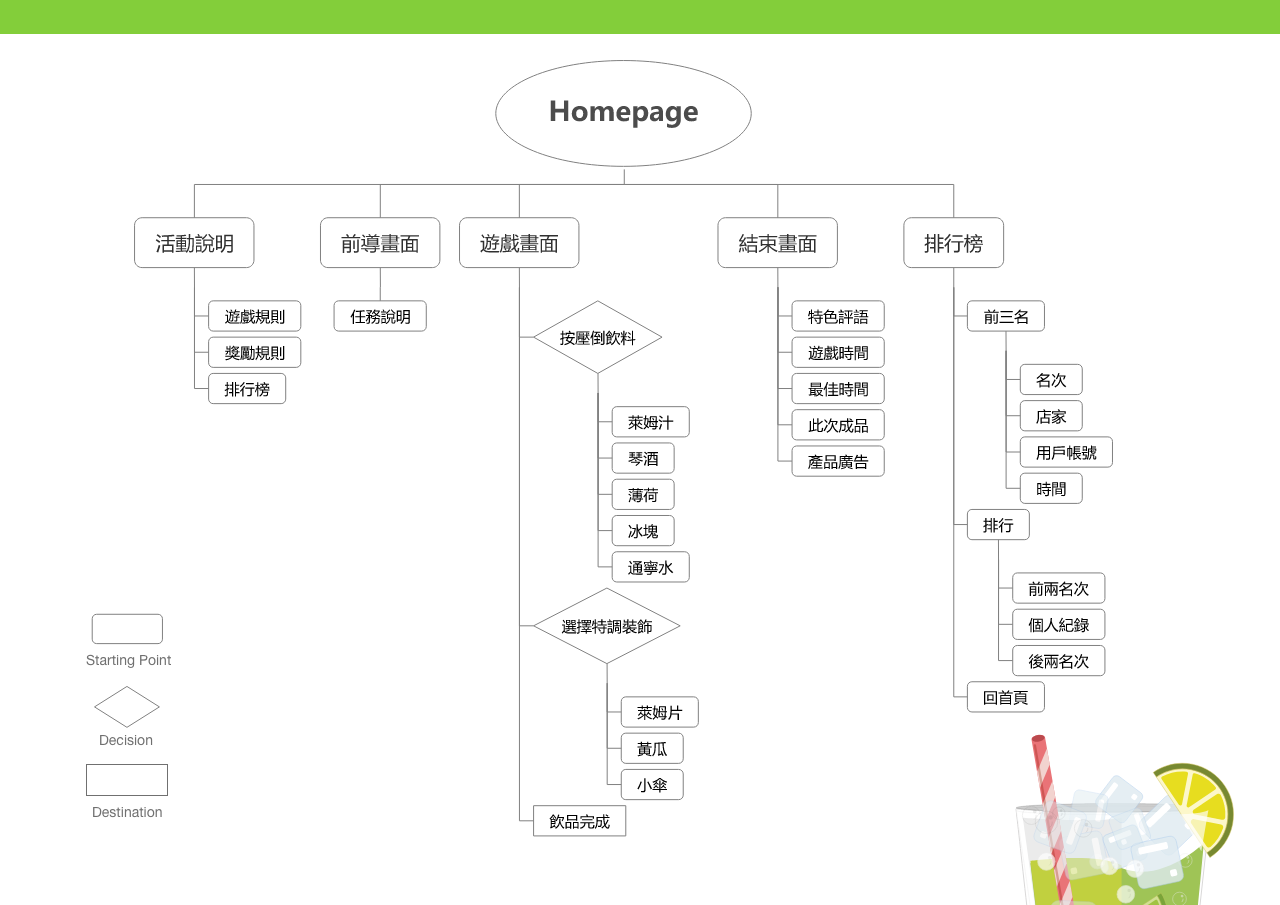 Homepage
活動說明
遊戲規則
獎勵規則
排行榜
前導畫面
任務說明
遊戲畫面
按壓倒飲料
萊姆汁
琴酒
薄荷
冰塊
通寧水
選擇特調裝飾
萊姆片
黃瓜
小傘
飲品完成
結束畫面
特色評語
遊戲時間
最佳時間
此次成品
產品廣告
排行榜
前三名
名次
店家
用戶帳號
時間
排行
前兩名次
個人紀錄
後兩名次
回首頁
Starting Point
Decision
Destination